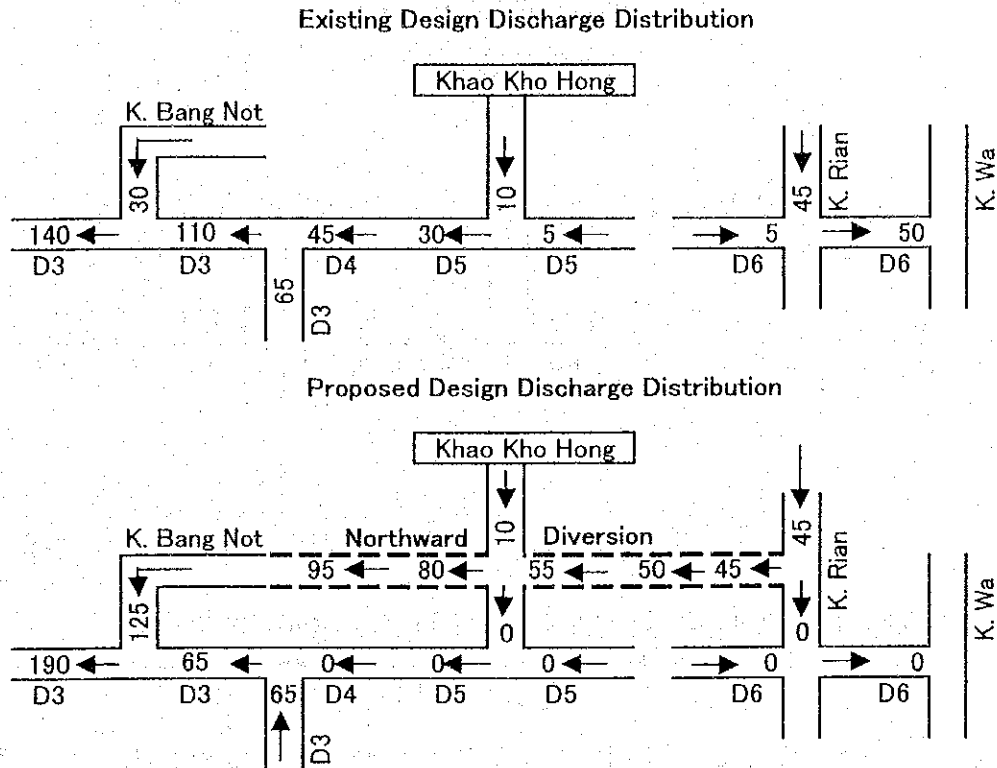 Existing Design Discharge Distribution
Khao Kho Hong
K. Bang Not
30
10
45
K. Rian
K. Wa
140 110 45 30 5 5 50
D3 D3 D4 D5 D5 D6 D6
65
D3
Proposed Design Discharge Distribution
Khao Kho Hong
10
45
K. Bang Not Northward Diversion
95 80 55 50 45
125
0
0
K. Rian
K. Wa
190 65 0 0 0 0 0
D3 D3 65 D4 D5 D5 D6 D6
D3